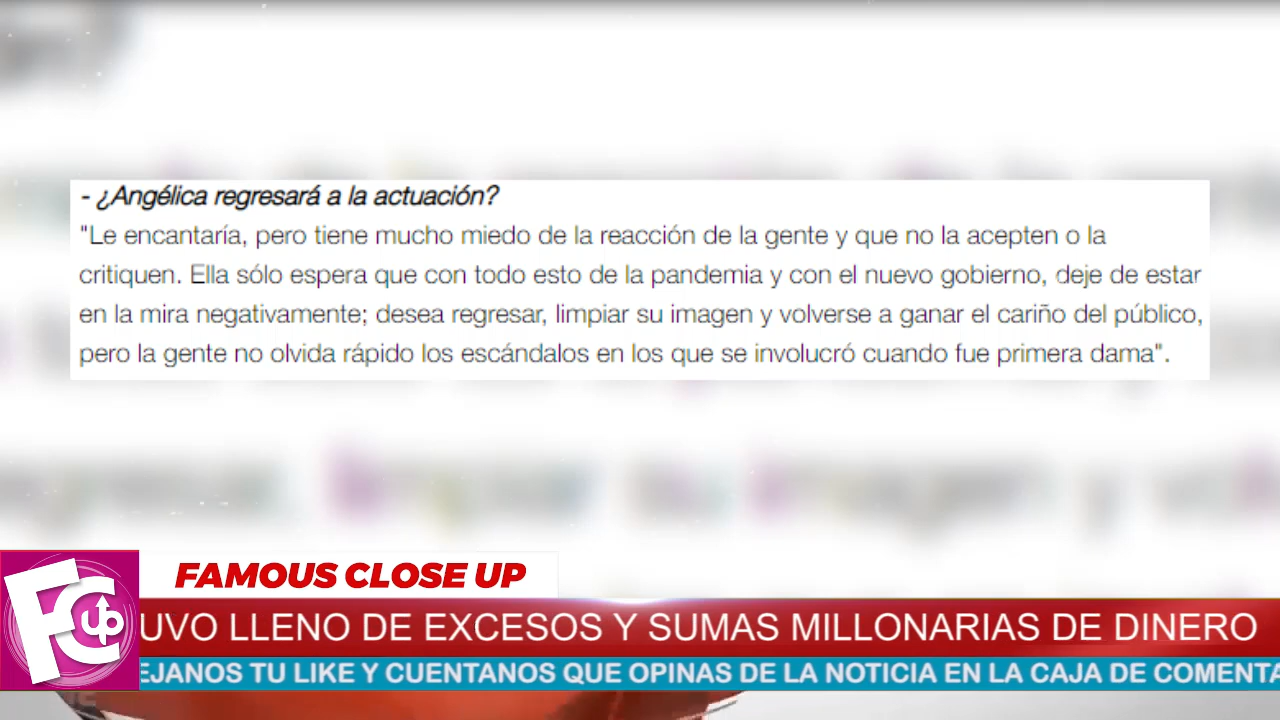 - ¿Angélica regresará a la actuación?
"Le encantaría, pero tiene mucho miedo de la reacción de la gente y que no la acepten o la
critiquen. Ella sólo espera que con todo esto de la pandemia y con el nuevo gobierno, deje de estar
en la mira negativamente; desea regresar, limpiar su imagen y volverse a ganar el cariño del público,
pero la gente no olvida rápido los escándalos en los que se involucró cuando fue primera dama".
FAMOUS CLOSE UP
FC up
UVO LLENO DE EXCESOS Y SUMAS MILLONARIAS DE DINERO
EJANOS TU LIKE Y CUENTANOS QUE OPINAS DE LA NOTICIA EN LA CAJA DE COMENTA